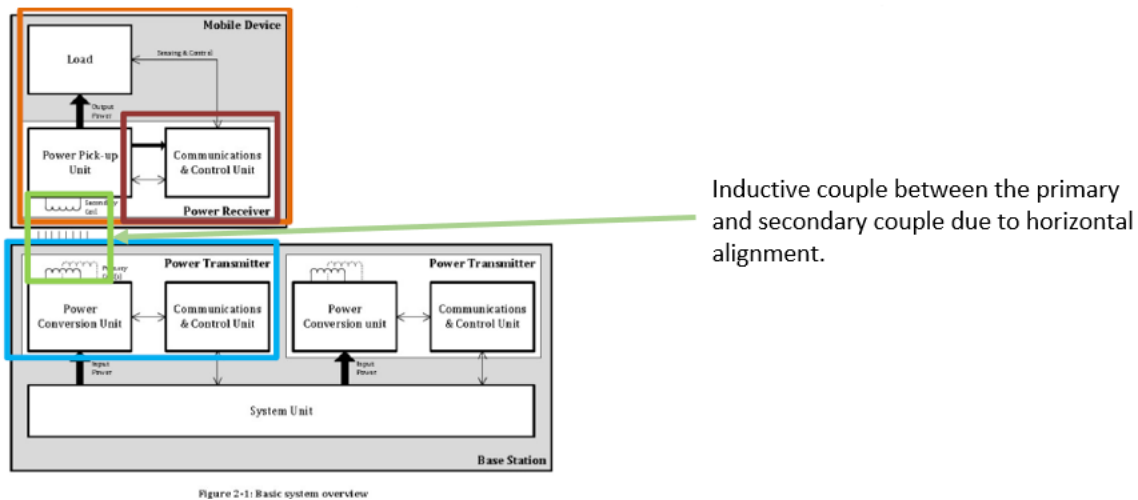 Mobile Device
Load
Sensing & Control
Output
Power
Power Pick-up
Unit
Communications
& Control Unit
Secondary
Coil
Power Receiver
Inductive couple between the primary
and secondary couple due to horizontal
alignment.
Primary
Coil(s)
Power Transmitter
Power Transmitter
Power
Conversion Unit
Communications
& Control Unit
Power
Conversion unit
Communications
& Control Unit
Input
Power
Input
Power
System Unit
Base Station
Figure 2-1: Basic system overview